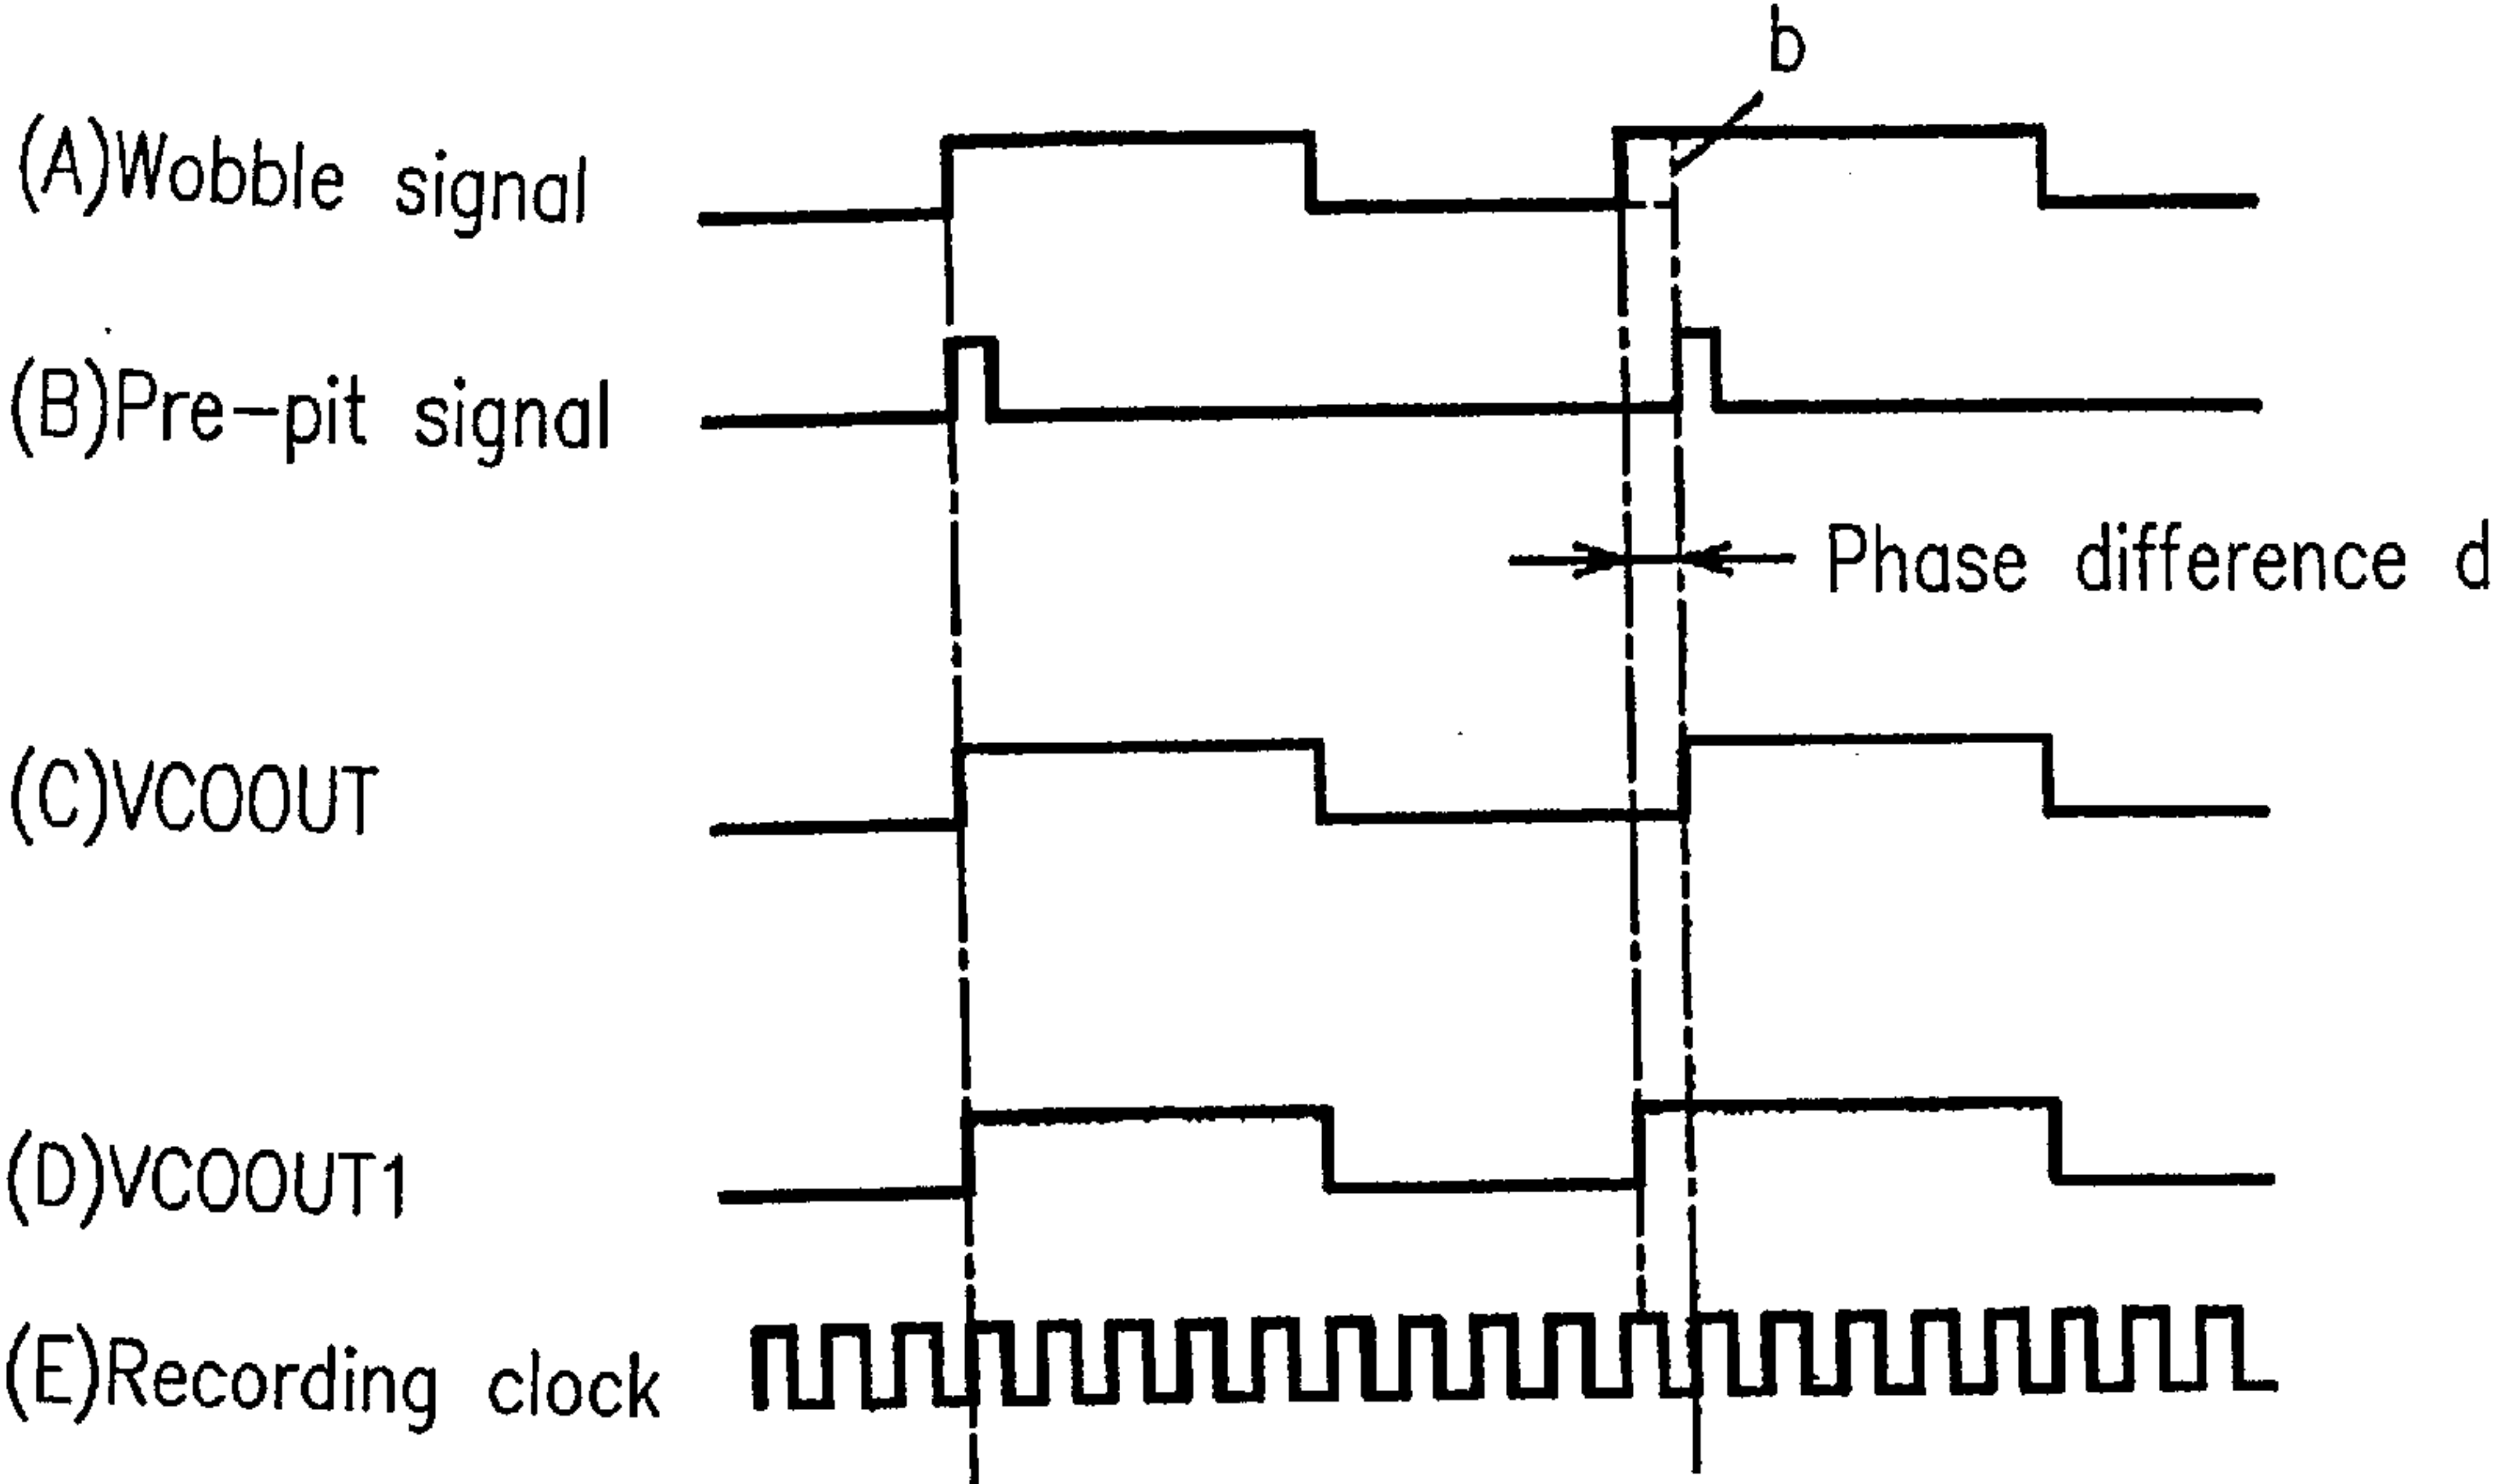 b
(A)Wobble signal
(B)Pre-pit signal
Phase difference d
(C)VCOOUT
(D)VCOOUT1
(E)Recording clock